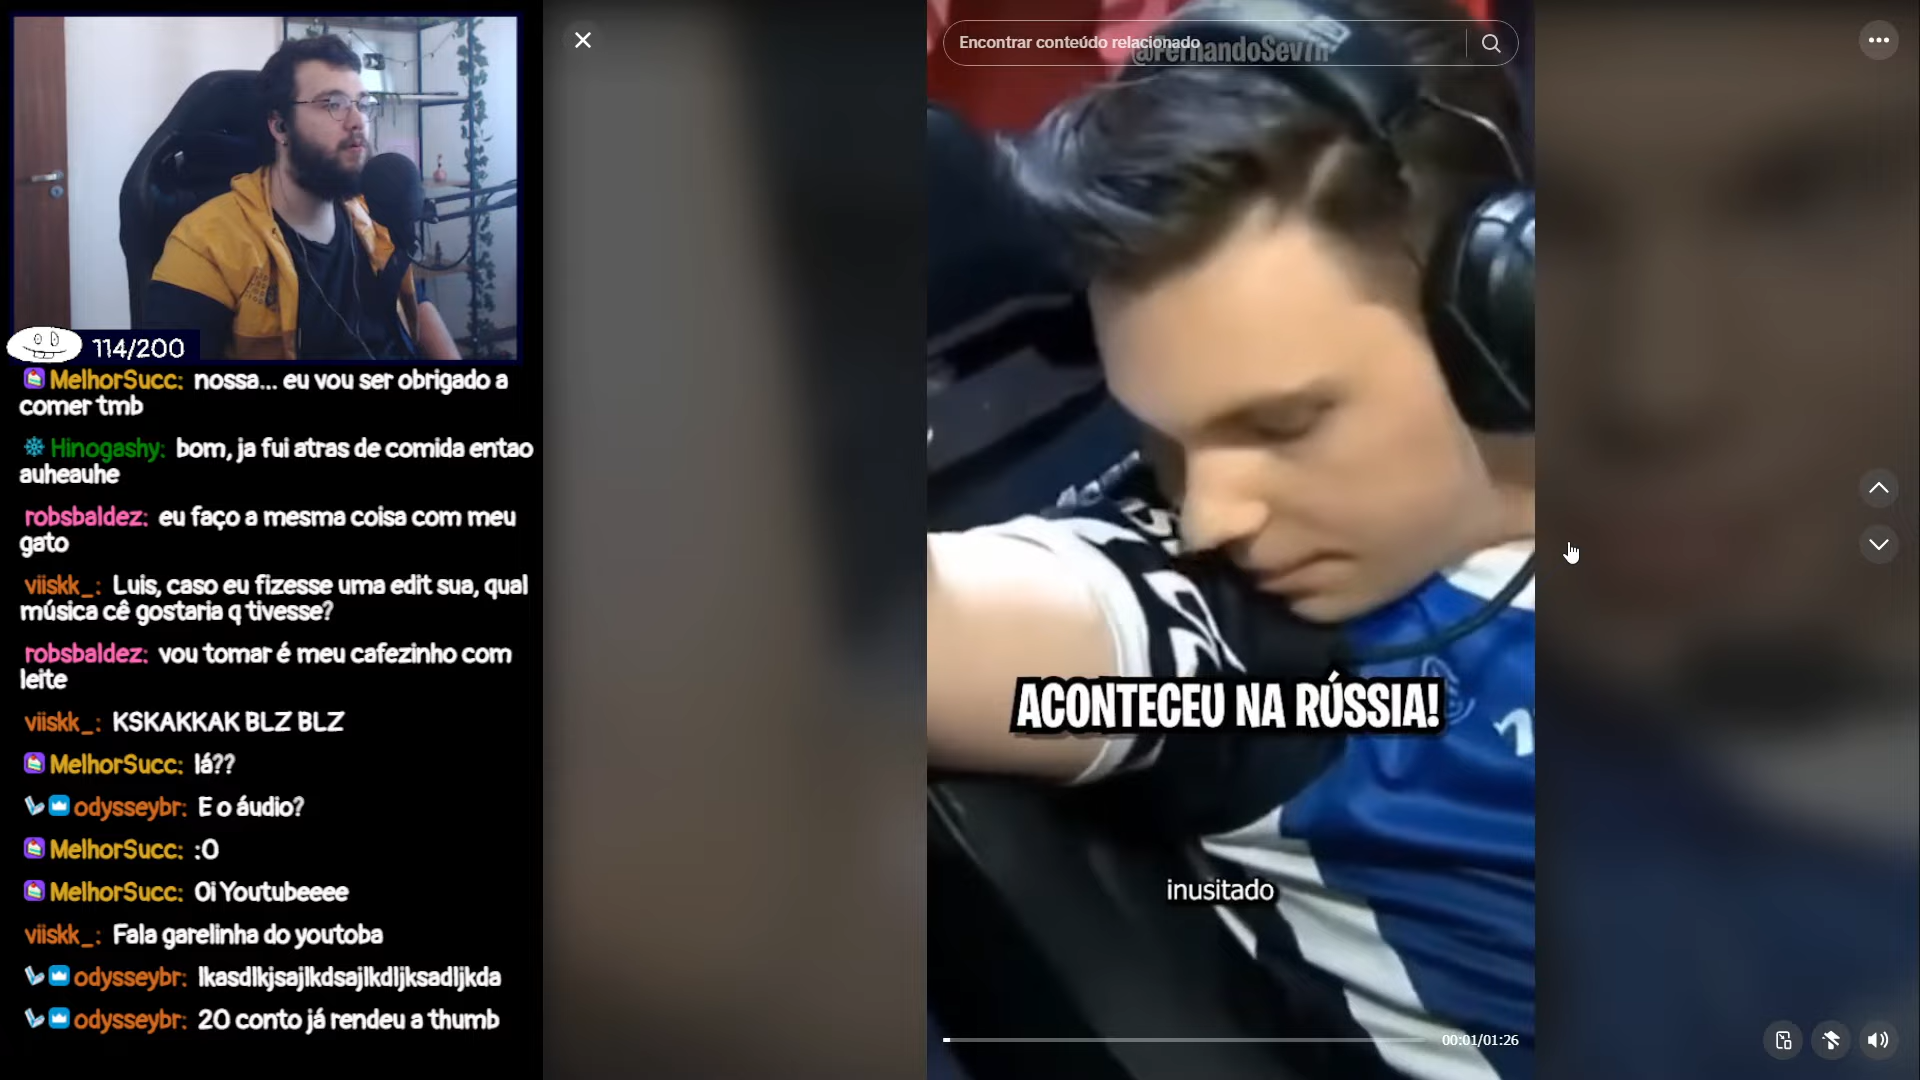 114/200
MelhorSucc: nossa... eu vou ser obrigado a
comer tmb
Hinogashy: bom, ja fui atras de comida entao
auheauhe
robsbaldez: eu faço a mesma coisa com meu
gato
viiskk_: Luis, caso eu fizesse uma edit sua, qual
música cê gostaria q tivesse?
robsbaldez: vou tomar é meu cafezinho com
leite
viiskk_: KSKAKKAK BLZ BLZ
MelhorSucc: lá??
odysseybr: E o áudio?
MelhorSucc: :O
MelhorSucc: Oi Youtubeeee
viiskk_: Fala garelinha do youtoba
odysseybr: lkasdlkjsajlkdsajlkdljksadljkda
odysseybr: 20 conto já rendeu a thumb
Encontrar conteúdo relacionado
@FernandoSev7n
ACONTECEU NA RÚSSIA!
inusitado
00:01/01:26